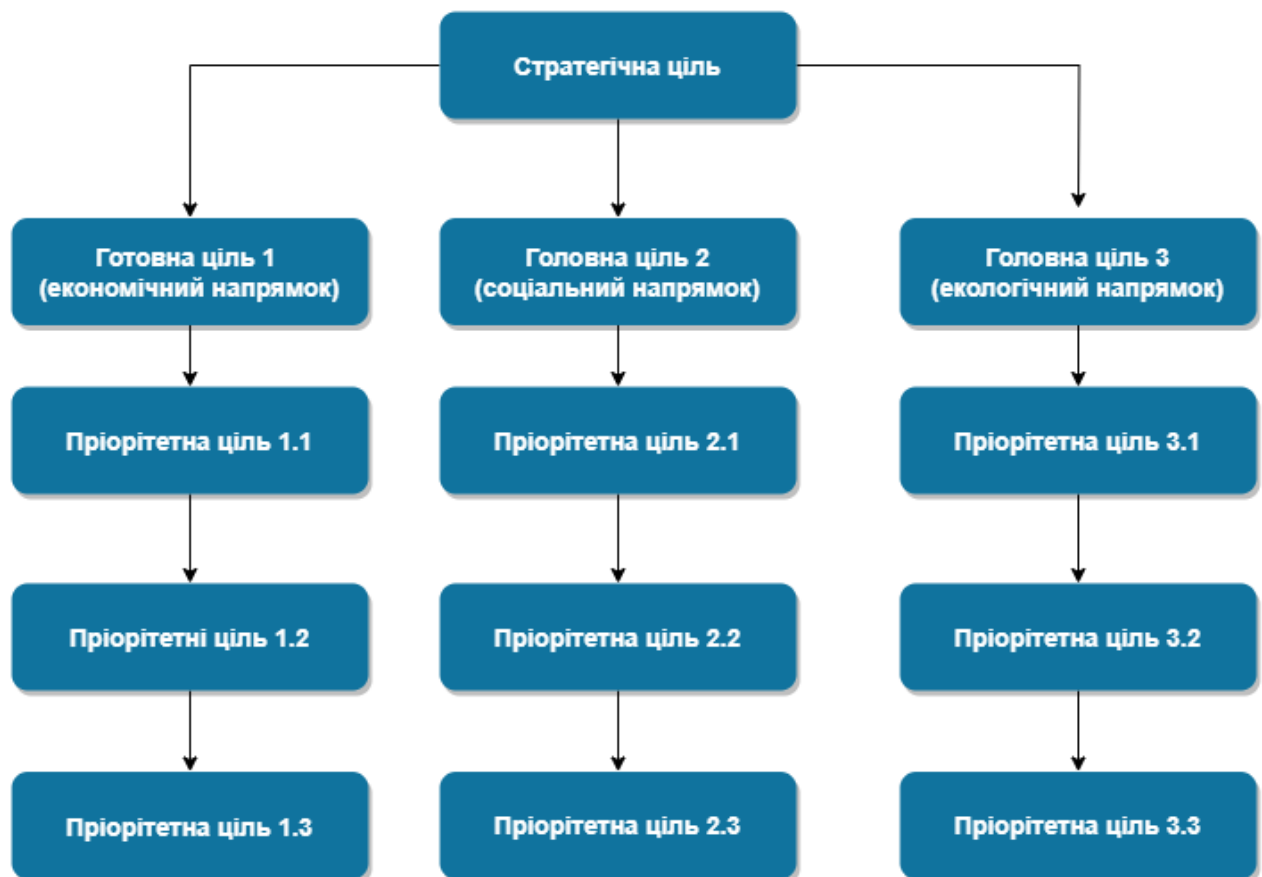 Стратегічна ціль
Готовна ціль 1
(економічний напрямок)
Головна ціль 2
(соціальний напрямок)
Головна ціль 3
(екологічний напрямок)
Пріорітетна ціль 1.1
Пріорітетна ціль 2.1
Пріорітетна ціль 3.1
Пріорітетні ціль 1.2
Пріорітетна ціль 2.2
Пріорітетна ціль 3.2
Пріорітетна ціль 1.3
Пріорітетна ціль 2.3
Пріорітетна ціль 3.3